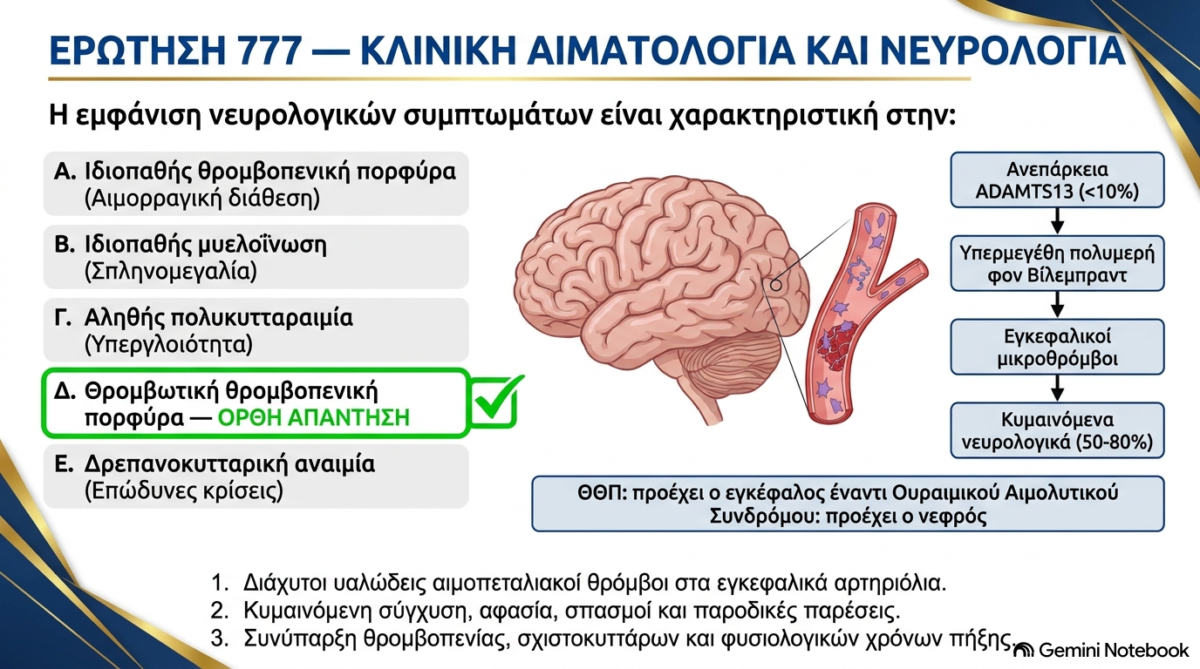 ΕΡΩΤΗΣΗ 777 — ΚΛΙΝΙΚΗ ΑΙΜΑΤΟΛΟΓΙΑ ΚΑΙ ΝΕΥΡΟΛΟΓΙΑ
Η εμφάνιση νευρολογικών συμπτωμάτων είναι χαρακτηριστική στην:
Α. Ιδιοπαθής θρομβοπενική πορφύρα
(Αιμορραγική διάθεση)
Β. Ιδιοπαθής μυελοΐνωση
(Σπληνομεγαλία)
Γ. Αληθής πολυκυτταραιμία
(Υπεργλοιότητα)
Δ. Θρομβωτική θρομβοπενική
πορφύρα — ΟΡΘΗ ΑΠΑΝΤΗΣΗ
Ε. Δρεπανοκυτταρική αναιμία
(Επώδυνες κρίσεις)
Ανεπάρκεια
ADAMTS13 (<10%)
Υπερμεγέθη πολυμερή
φον Βίλεμπραντ
Εγκεφαλικοί
μικροθρόμβοι
Κυμαινόμενα
νευρολογικά (50-80%)
ΘΘΠ: προέχει ο εγκέφαλος έναντι Ουραιμικού Αιμολυτικού
Συνδρόμου: προέχει ο νεφρός
1. Διάχυτοι υαλώδεις αιμοπεταλιακοί θρόμβοι στα εγκεφαλικά αρτηριόλια.
2. Κυμαινόμενη σύγχυση, αφασία, σπασμοί και παροδικές παρέσεις.
3. Συνύπαρξη θρομβοπενίας, σχιστοκυττάρων και φυσιολογικών χρόνων πήξης.
Gemini Notebook